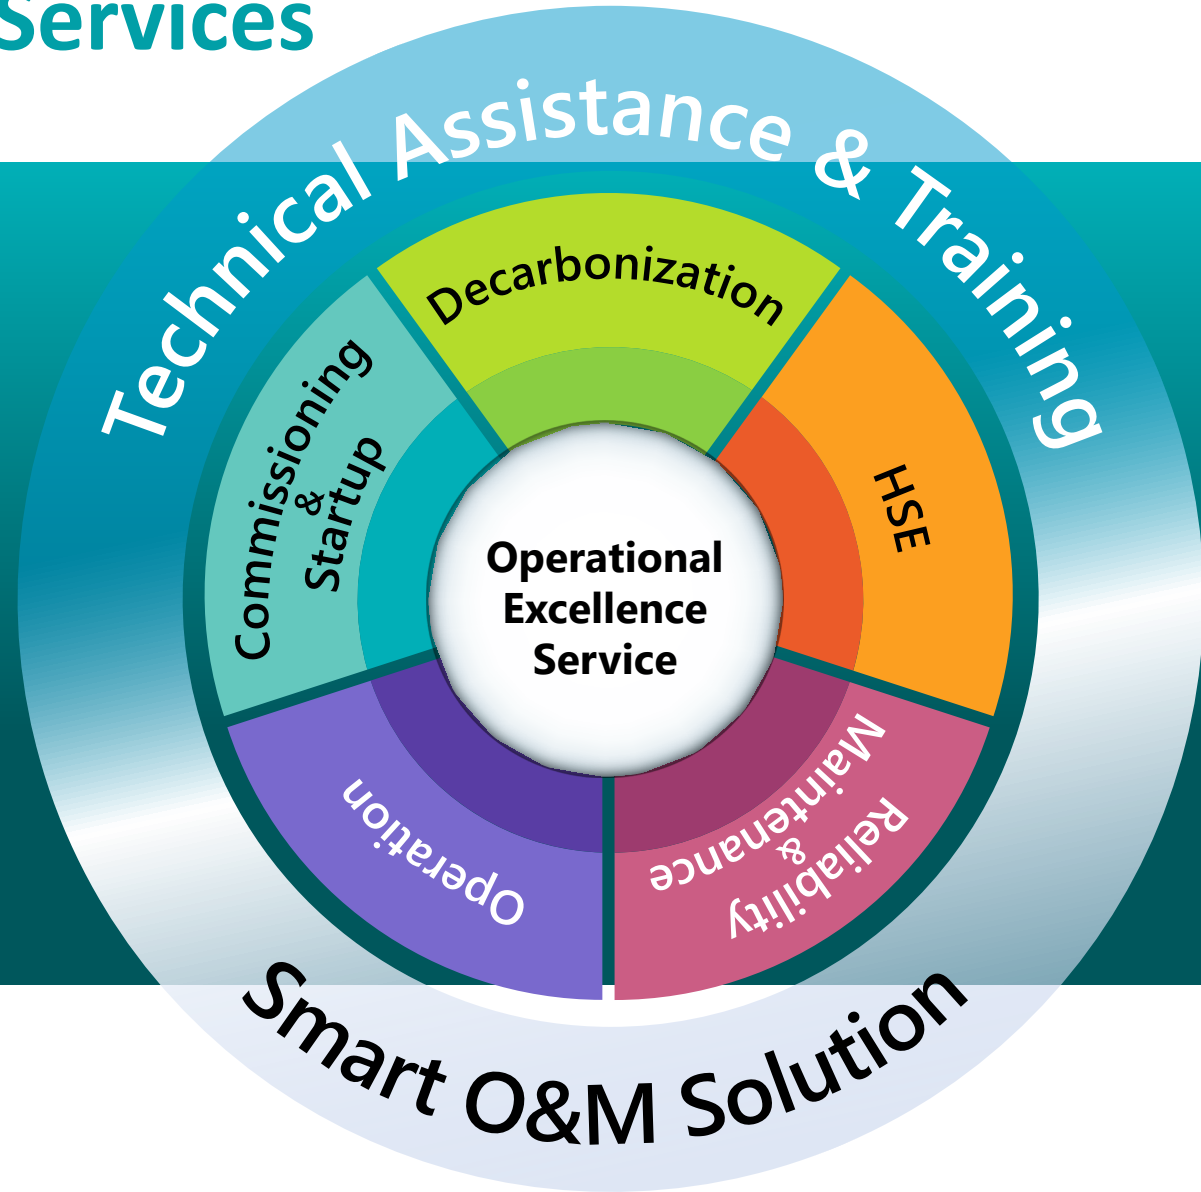 Services
Technical Assistance & Training
Decarbonization
HSE
Reliability
&
Maintenance
Operation
Commissioning
&
Startup
Operational
Excellence
Service
Smart O&M Solution